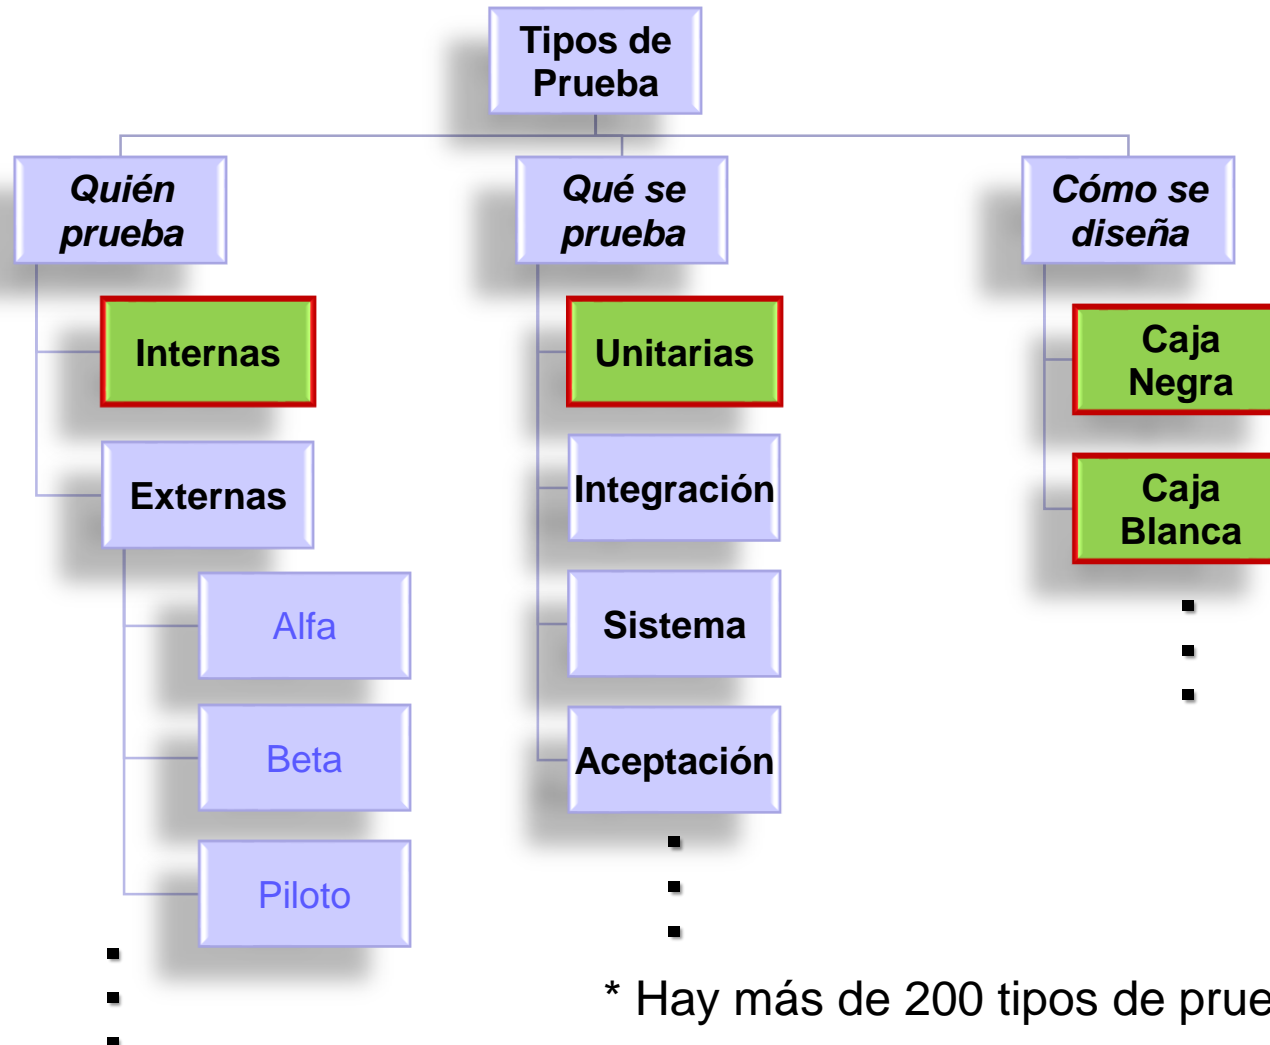 Tipos de
Prueba
Quién
prueba
Qué se
prueba
Cómo se
diseña
Internas
Unitarias
Caja
Negra
Externas
Integración
Caja
Blanca
Alfa
Sistema
Beta
Aceptación
Piloto
* Hay más de 200 tipos de